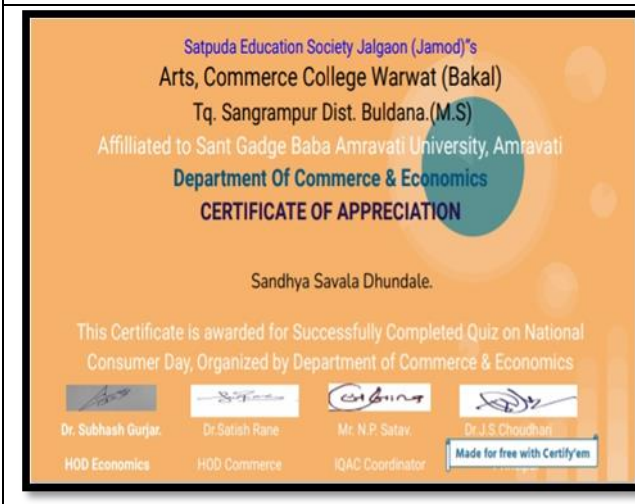 Satpuda Education Society Jalgaon (Jamod)"s
Arts, Commerce College Warwat (Bakal)
Tq. Sangrampur Dist. Buldana.(M.S)
Affilliated to Sant Gadge Baba Amravati University, Amravati
Department Of Commerce & Economics
CERTIFICATE OF APPRECIATION
Sandhya Savala Dhundale.
This Certificate is awarded for Successfully Completed Quiz on National
Consumer Day, Organized by Department of Commerce & Economics
Dr. Subhash Gurjar. Dr.Satish Rane Mr. N.P. Satav. Dr.J.S.Choudhari
HOD Economics HOD Commerce IQAC Coordinator
Made for free with Certify'em